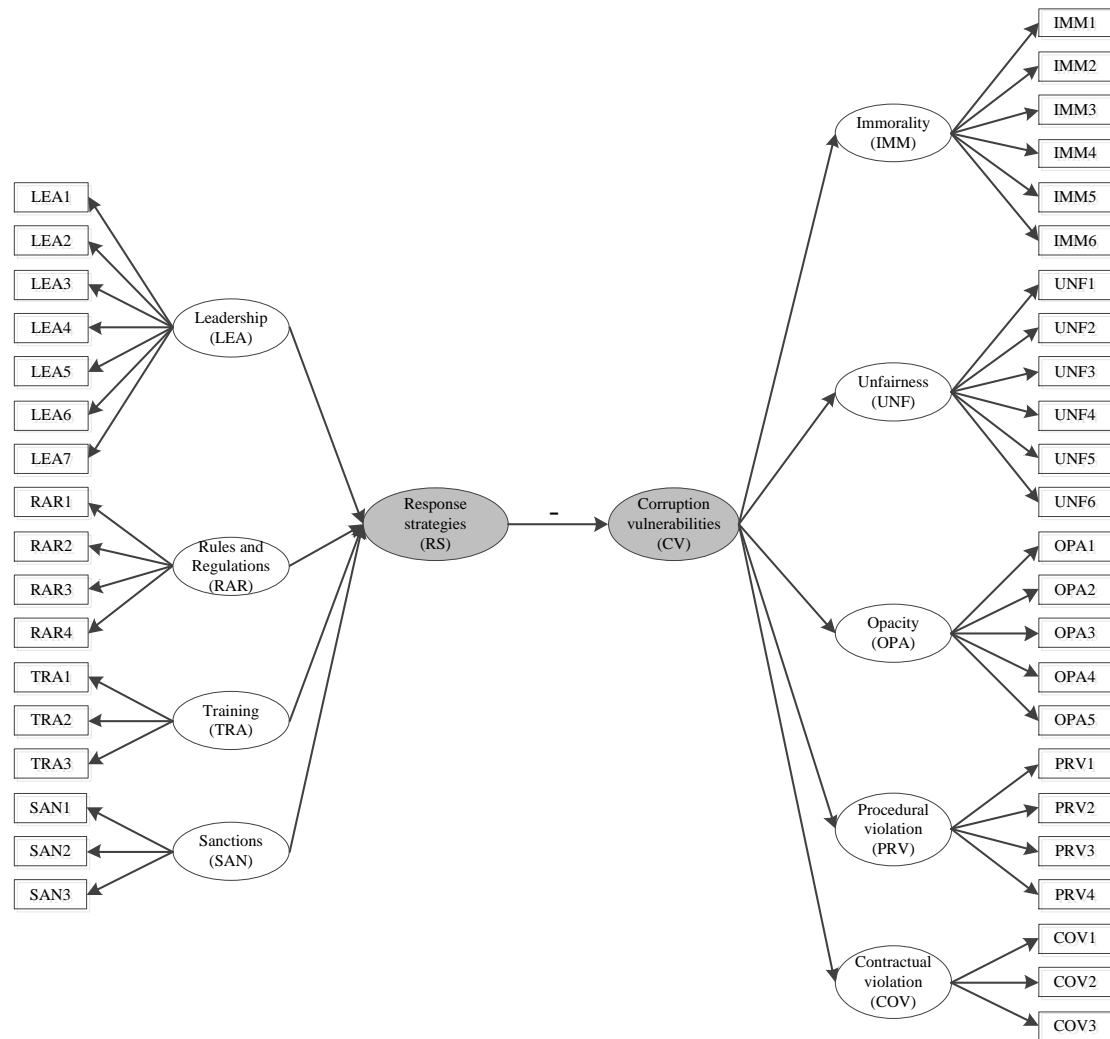 LEA1
LEA2
LEA3
LEA4
LEA5
LEA6
LEA7
RAR1
RAR2
RAR3
RAR4
TRA1
TRA2
TRA3
SAN1
SAN2
SAN3
Leadership
(LEA)
Rules and
Regulations
(RAR)
Training
(TRA)
Sanctions
(SAN)
Response
strategies
(RS)
-
Corruption
vulnerabilities
(CV)
Immorality
(IMM)
Unfairness
(UNF)
Opacity
(OPA)
Procedural
violation
(PRV)
Contractual
violation
(COV)
IMM1
IMM2
IMM3
IMM4
IMM5
IMM6
UNF1
UNF2
UNF3
UNF4
UNF5
UNF6
OPA1
OPA2
OPA3
OPA4
OPA5
PRV1
PRV2
PRV3
PRV4
COV1
COV2
COV3